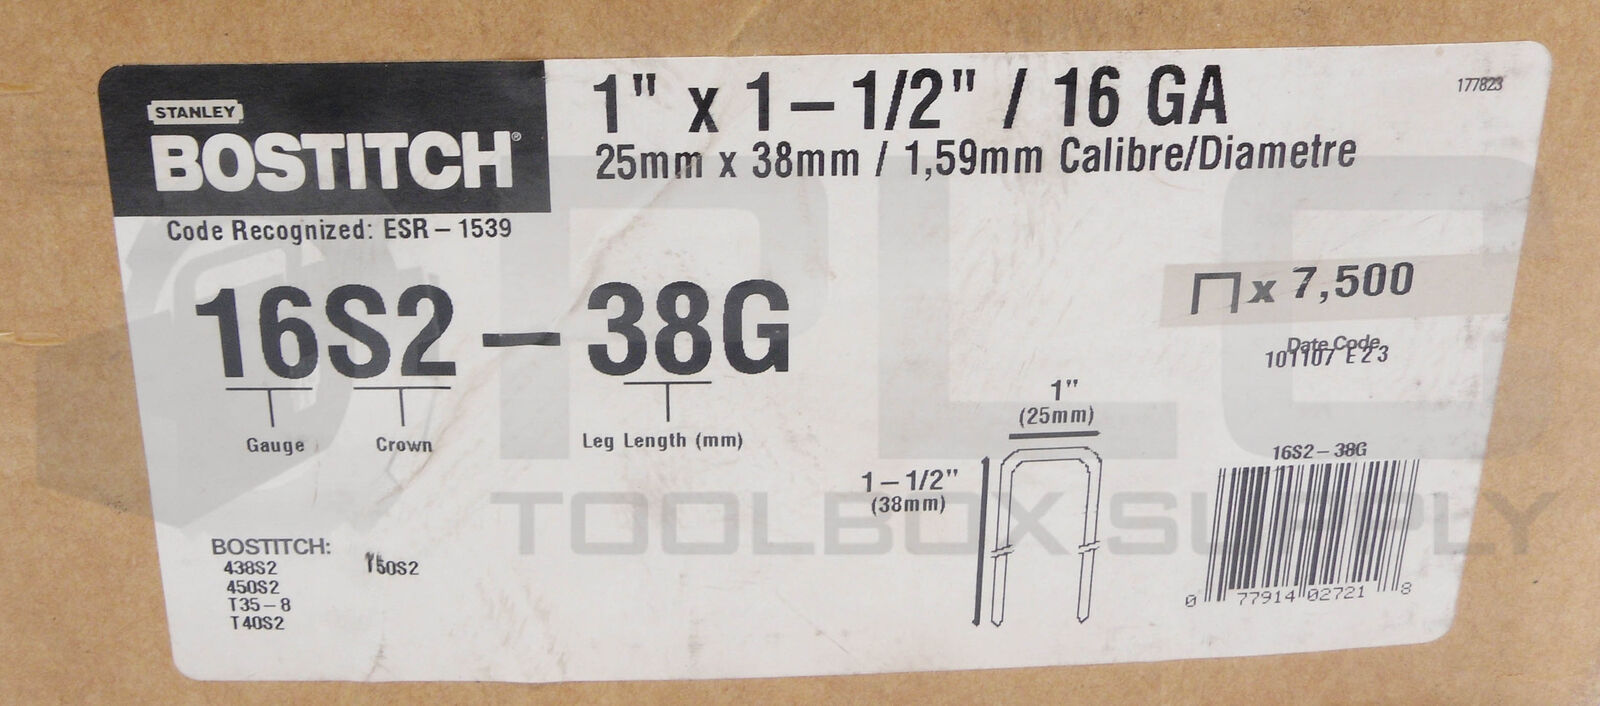 STANLEY
BOSTITCH®
1" x 1-1/2" / 16 GA
25mm x 38mm / 1,59mm Calibre/Diametre
177823
Code Recognized: ESR-1539
16S2-38G
Gauge Crown Leg Length (mm)
x 7,500
Date Code
101107 E23
1"
(25mm)
1-1/2"
(38mm)
BOSTITCH:
438S2
450S2
T35-8
T40S2
T50S2
16S2-38G
0 77914 02721 8
PLC
TOOLBOX SUPPLY